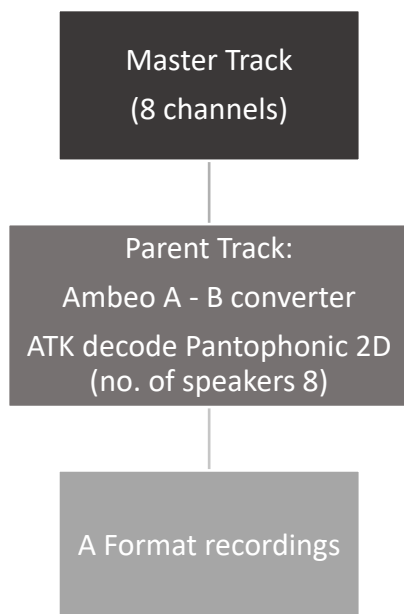 Master Track
(8 channels)
Parent Track:
Ambeo A - B converter
ATK decode Pantophonic 2D
(no. of speakers 8)
A Format recordings